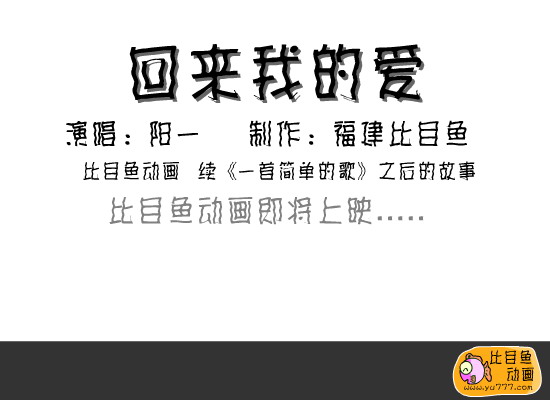 回来我的爱
演唱：阳一 制作：福建比目鱼
比目鱼动画 续《一首简单的歌》之后的故事
比目鱼动画即将上映.....
比目鱼
动画
www.yu777.com